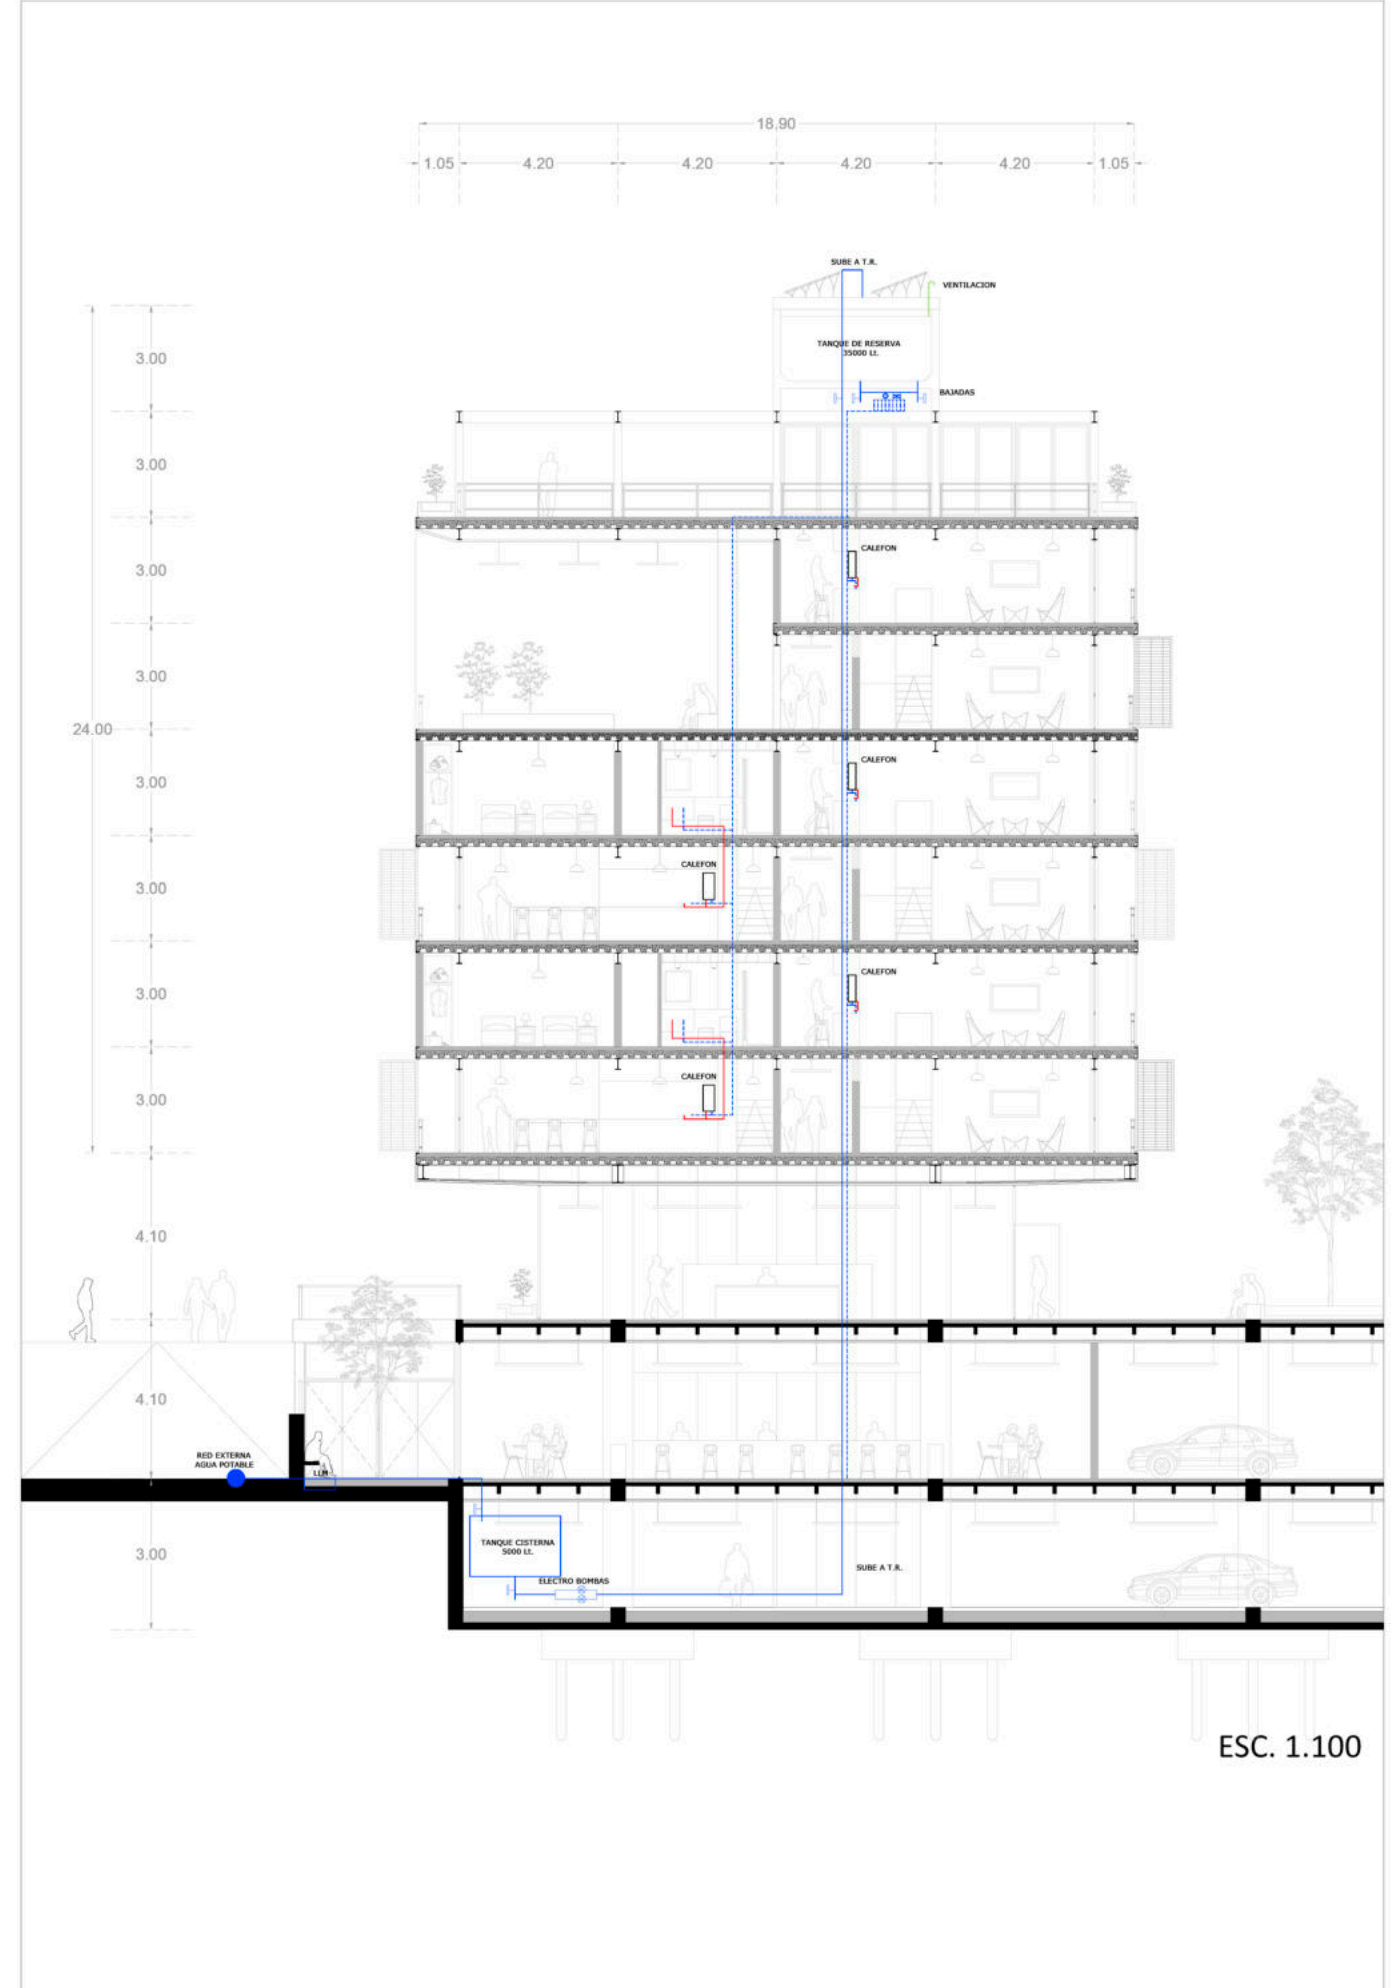 18.90
1.05 4.20 4.20 4.20 4.20 1.05
SUBE A T.R.
VENTILACION
TANQUE DE RESERVA
35000 Lt.
BAJADAS
3.00
3.00
3.00
CALEFON
3.00
24.00
3.00
CALEFON
3.00
CALEFON
3.00
CALEFON
3.00
CALEFON
4.10
4.10
RED EXTERNA
AGUA POTABLE
LLM
3.00
TANQUE CISTERNA
5000 Lt.
ELECTRO BOMBAS
SUBE A T.R.
ESC. 1.100